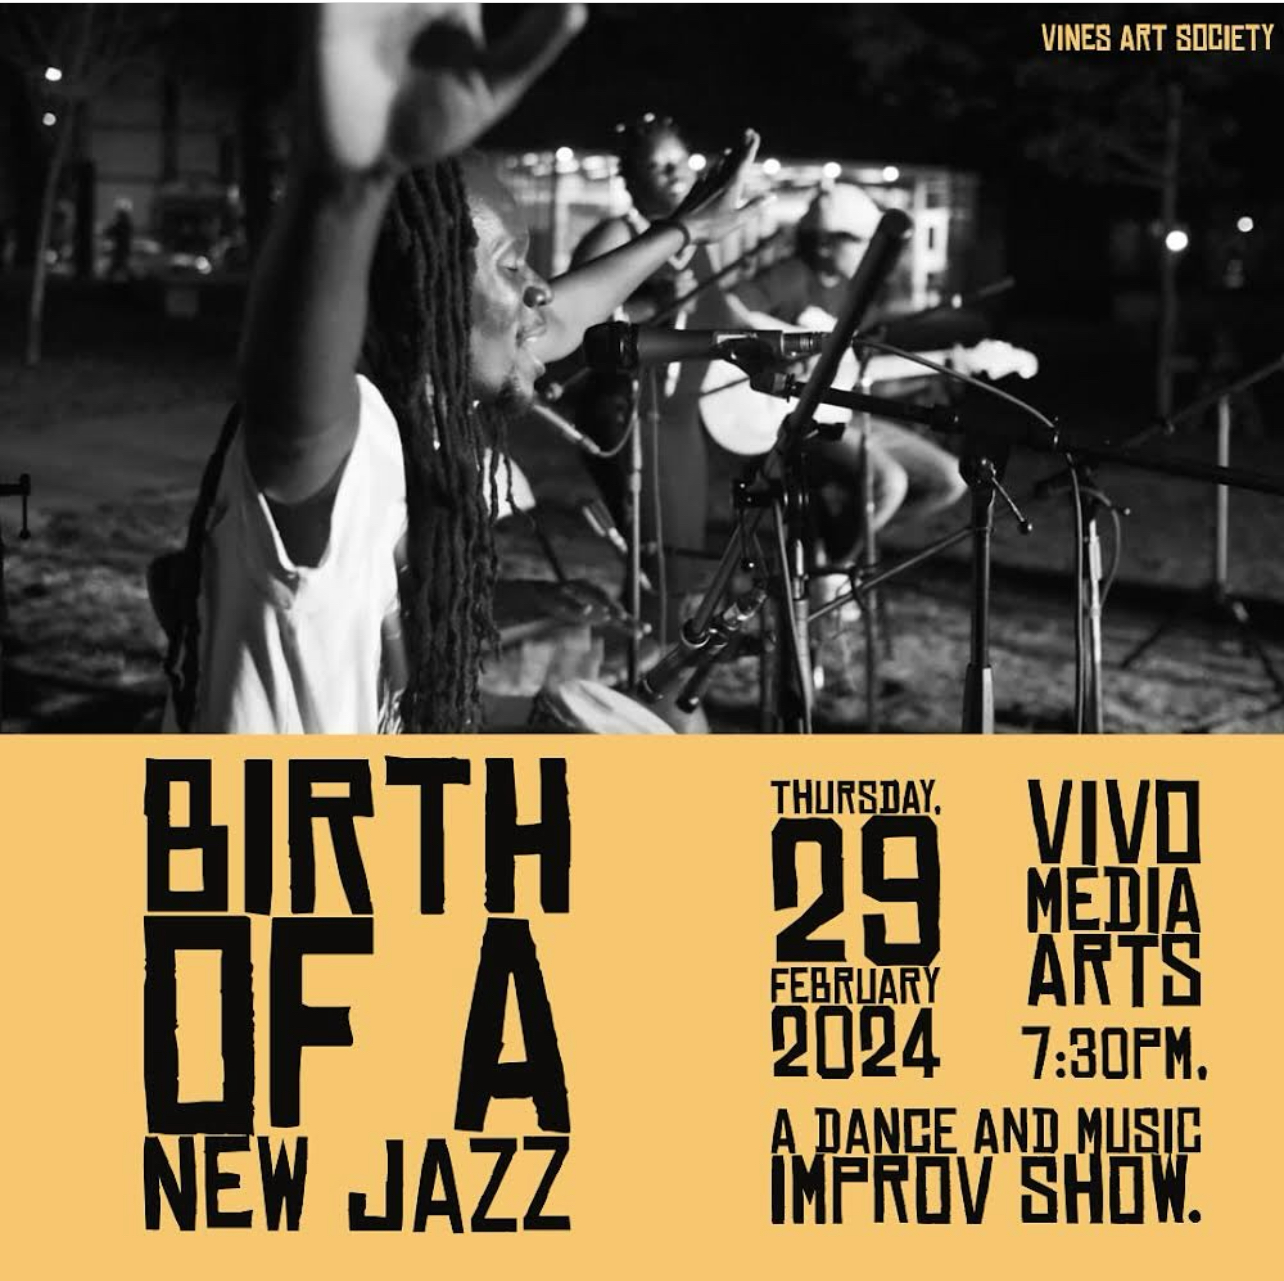 VINES ART SOCIETY
BIRTH
OF A
NEW JAZZ
THURSDAY,
29
FEBRUARY
2024
VIVO
MEDIA
ARTS
7:30PM.
A DANCE AND MUSIC
IMPROV SHOW.